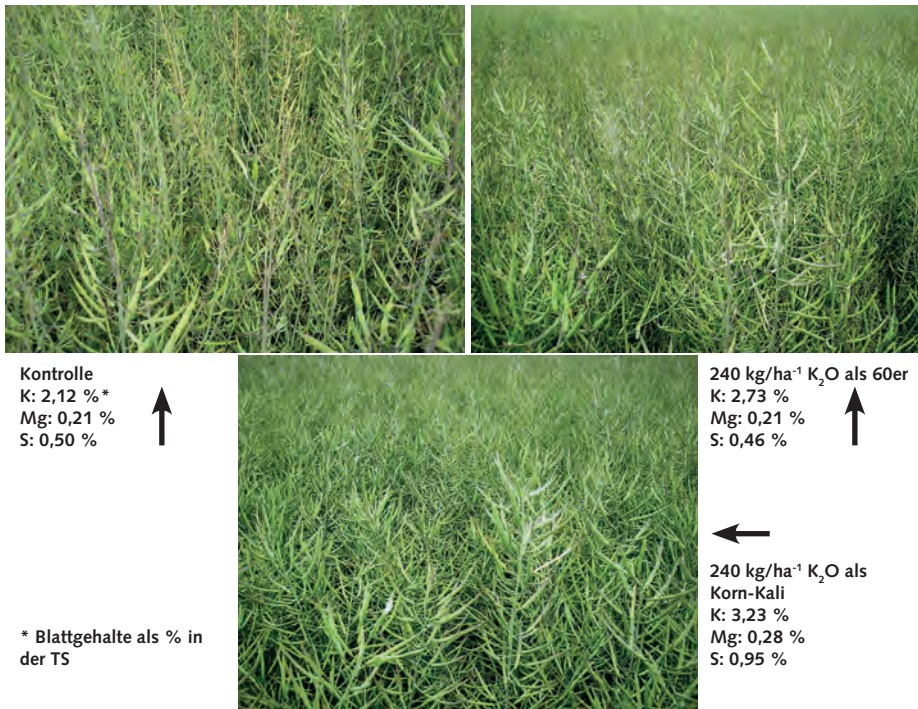 Kontrolle
K: 2,12 %*
Mg: 0,21 %
S: 0,50 %
240 kg/ha⁻¹ K₂O als 60er
K: 2,73 %
Mg: 0,21 %
S: 0,46 %
240 kg/ha⁻¹ K₂O als
Korn-Kali
K: 3,23 %
Mg: 0,28 %
S: 0,95 %
* Blattgehalte als % in
der TS